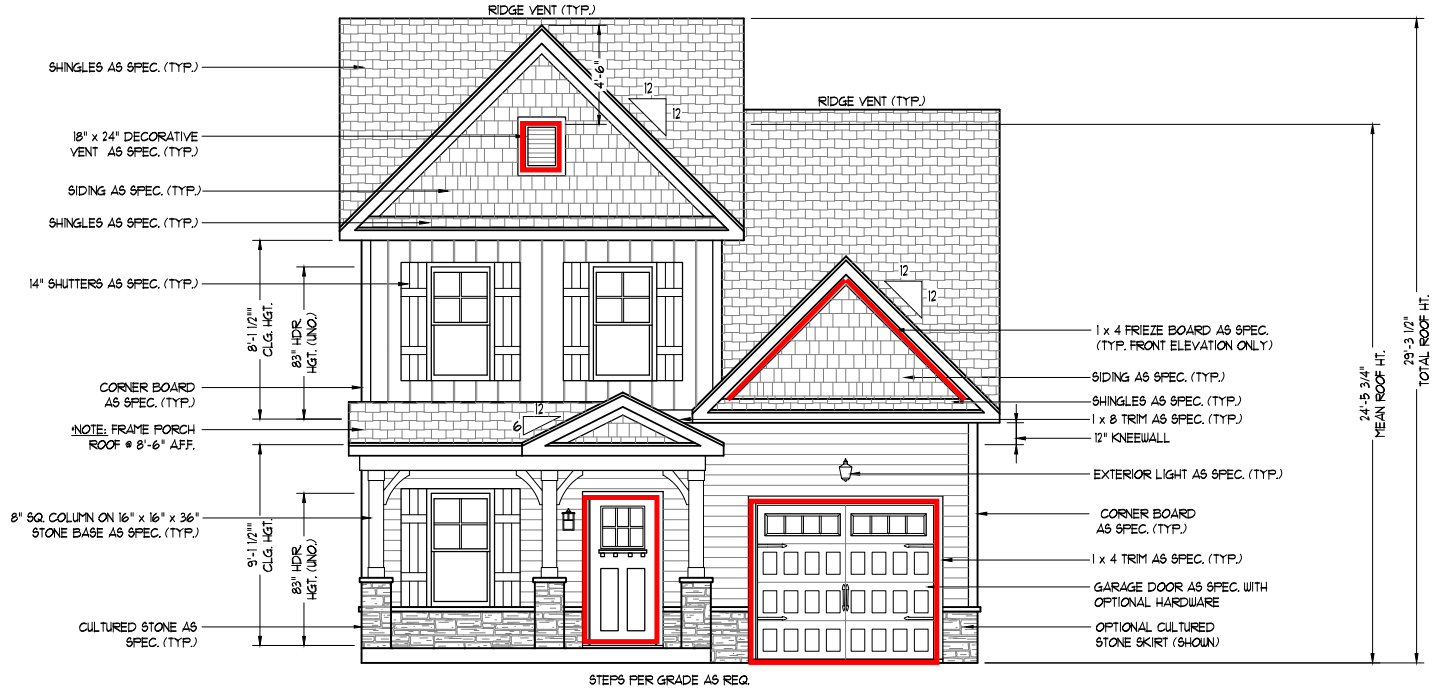 RIDGE VENT (TYP.)
SHINGLES AS SPEC. (TYP.)
4'-6"
12
12
RIDGE VENT (TYP.)
18" x 24" DECORATIVE
VENT AS SPEC. (TYP.)
SIDING AS SPEC. (TYP.)
SHINGLES AS SPEC. (TYP.)
14" SHUTTERS AS SPEC. (TYP.)
8'-1 1/2"
CLG. HGT.
83" HDR.
HGT. (UNO.)
12
12
1 x 4 FRIEZE BOARD AS SPEC.
(TYP. FRONT ELEVATION ONLY)
29'-3 1/2"
TOTAL ROOF HT.
24'-5 3/4"
MEAN ROOF HT.
SIDING AS SPEC. (TYP.)
CORNER BOARD
AS SPEC. (TYP.)
SHINGLES AS SPEC. (TYP.)
12
6
1 x 8 TRIM AS SPEC. (TYP.)
*NOTE: FRAME PORCH
ROOF @ 8'-6" A.F.F.
12" KNEEWALL
EXTERIOR LIGHT AS SPEC. (TYP.)
8" SQ. COLUMN ON 16" x 16" x 36"
STONE BASE AS SPEC. (TYP.)
9'-1 1/2"
CLG. HGT.
83" HDR.
HGT. (UNO.)
CORNER BOARD
AS SPEC. (TYP.)
1 x 4 TRIM AS SPEC. (TYP.)
GARAGE DOOR AS SPEC. WITH
OPTIONAL HARDWARE
CULTURED STONE AS
SPEC. (TYP.)
OPTIONAL CULTURED
STONE SKIRT (SHOWN)
STEPS PER GRADE AS REQ.